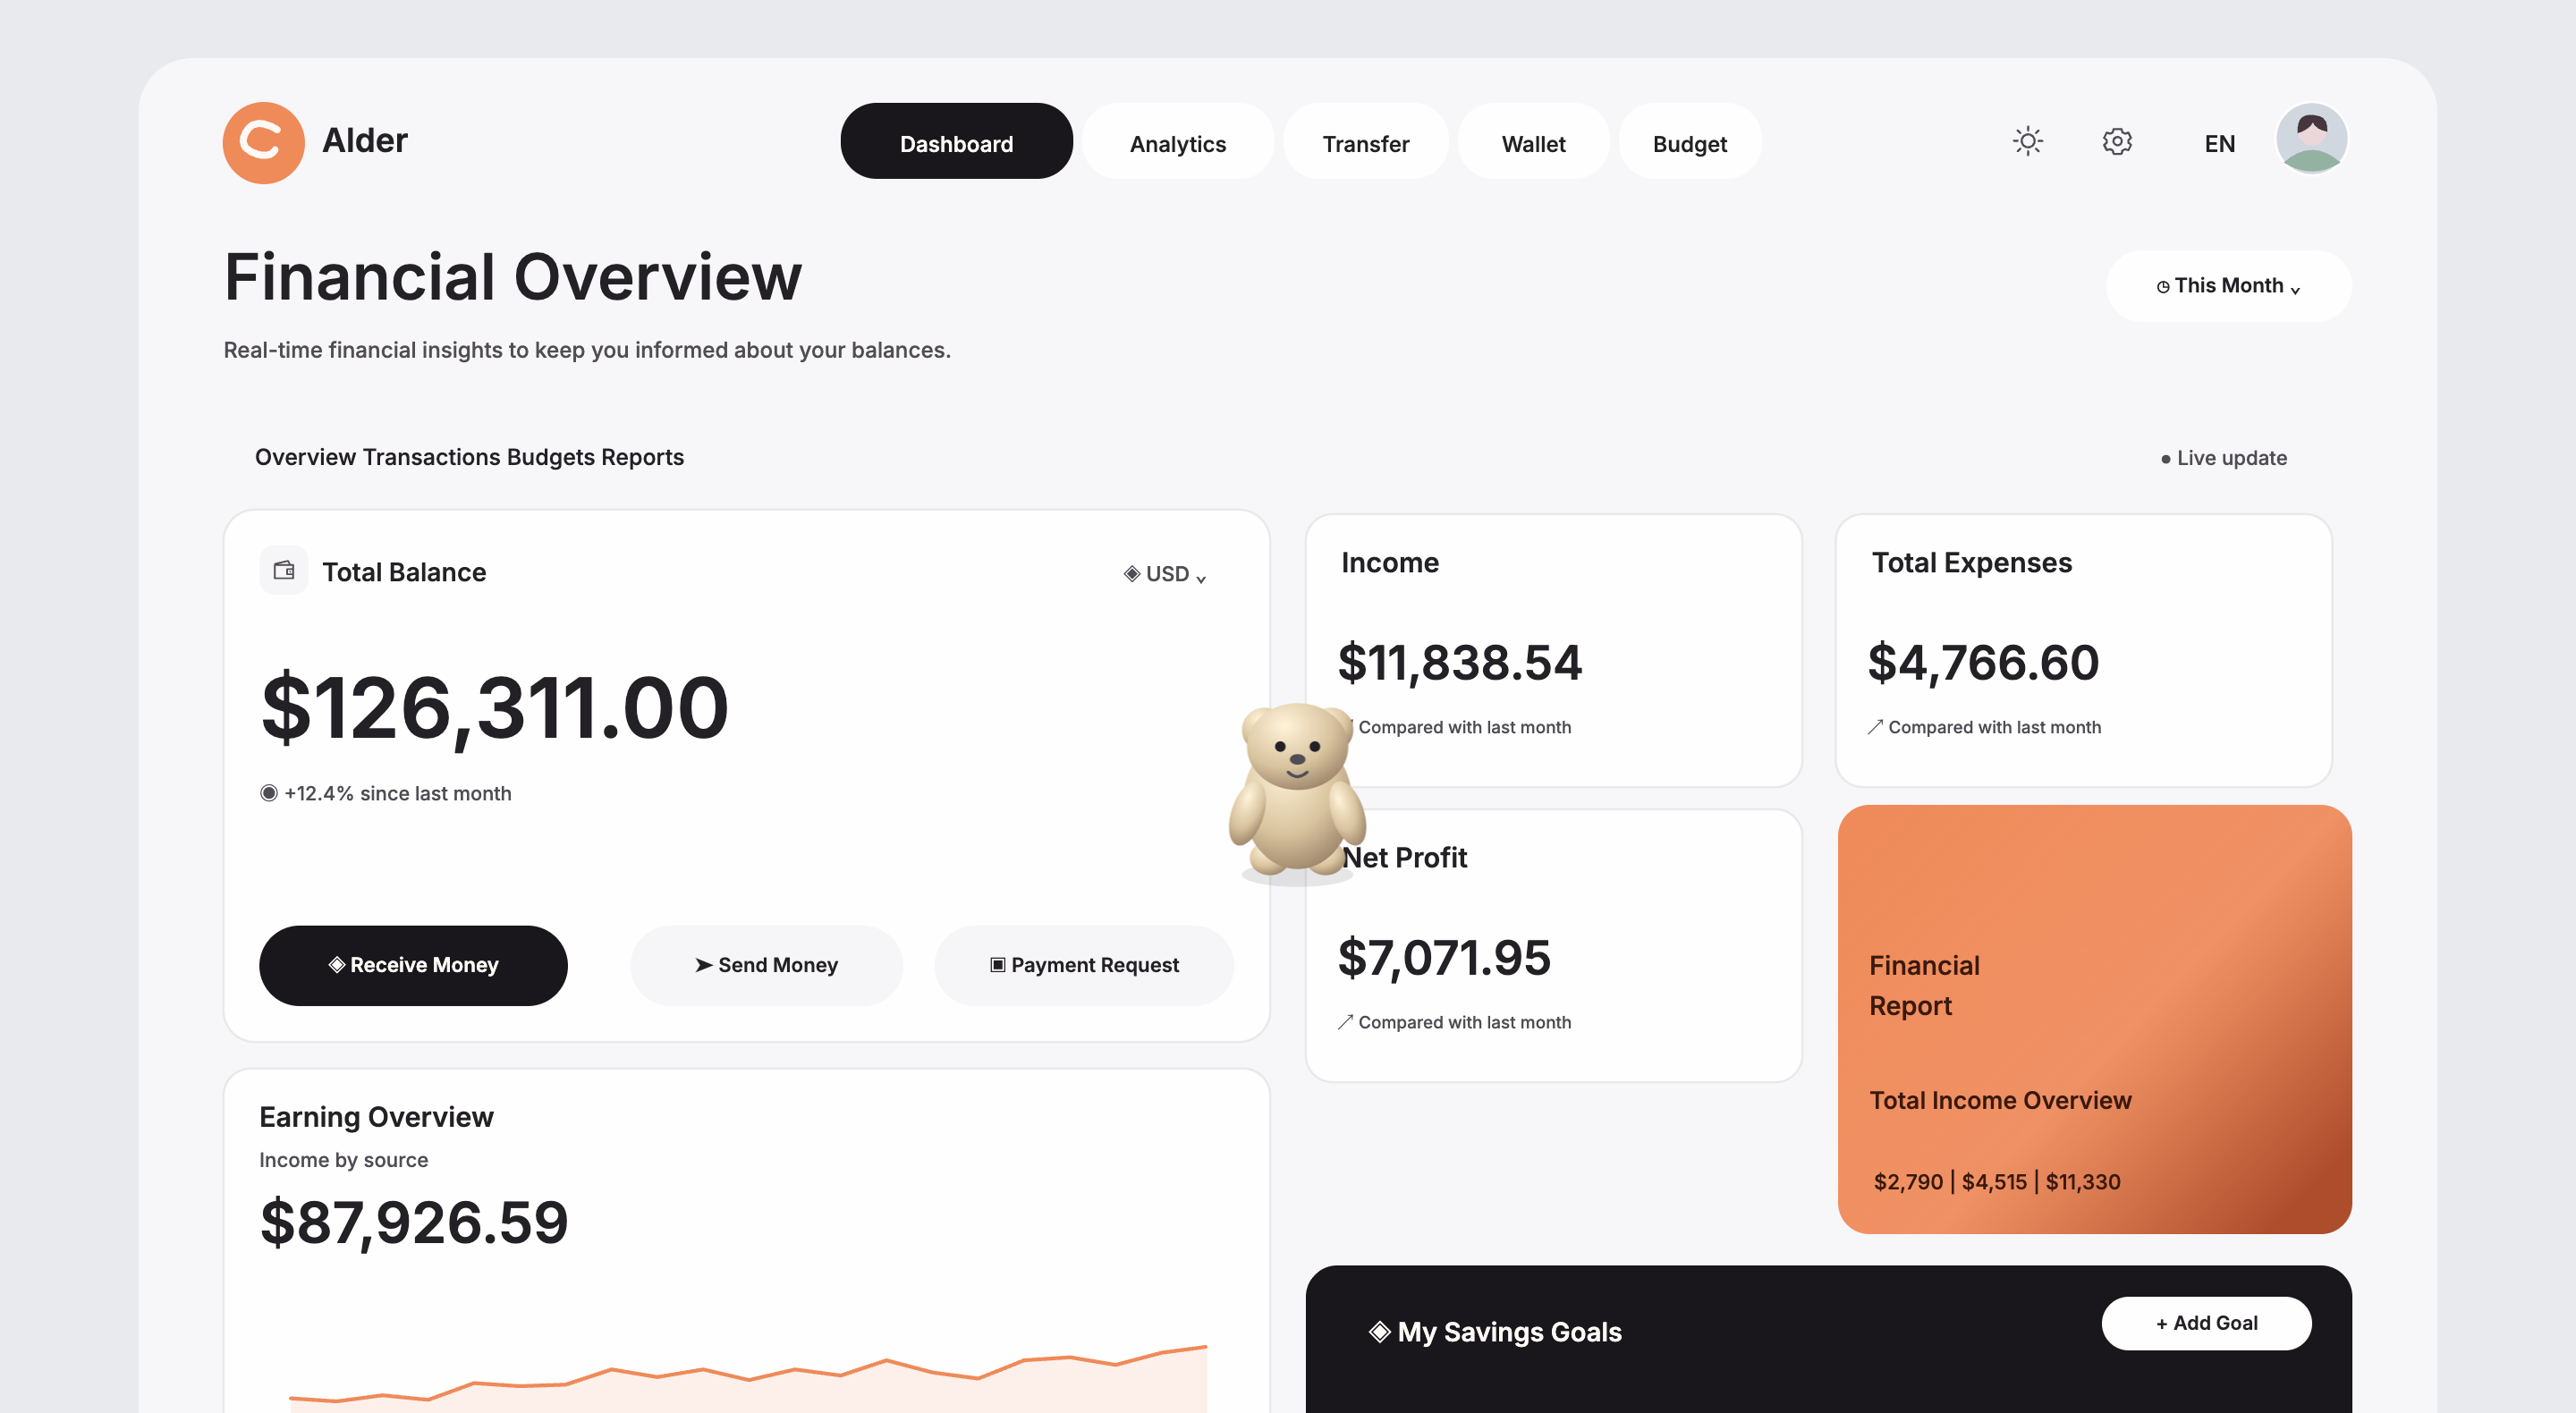 Alder
Dashboard
Analytics
Transfer
Wallet
Budget
EN
Financial Overview
This Month
Real-time financial insights to keep you informed about your balances.
Overview Transactions Budgets Reports
● Live update
Total Balance
◈ USD
$126,311.00
◉ +12.4% since last month
◈ Receive Money
➤ Send Money
▣ Payment Request
Income
$11,838.54
Compared with last month
Total Expenses
$4,766.60
↗ Compared with last month
Net Profit
$7,071.95
↗ Compared with last month
Financial
Report
Total Income Overview
$2,790 | $4,515 | $11,330
Earning Overview
Income by source
$87,926.59
◈ My Savings Goals
+ Add Goal